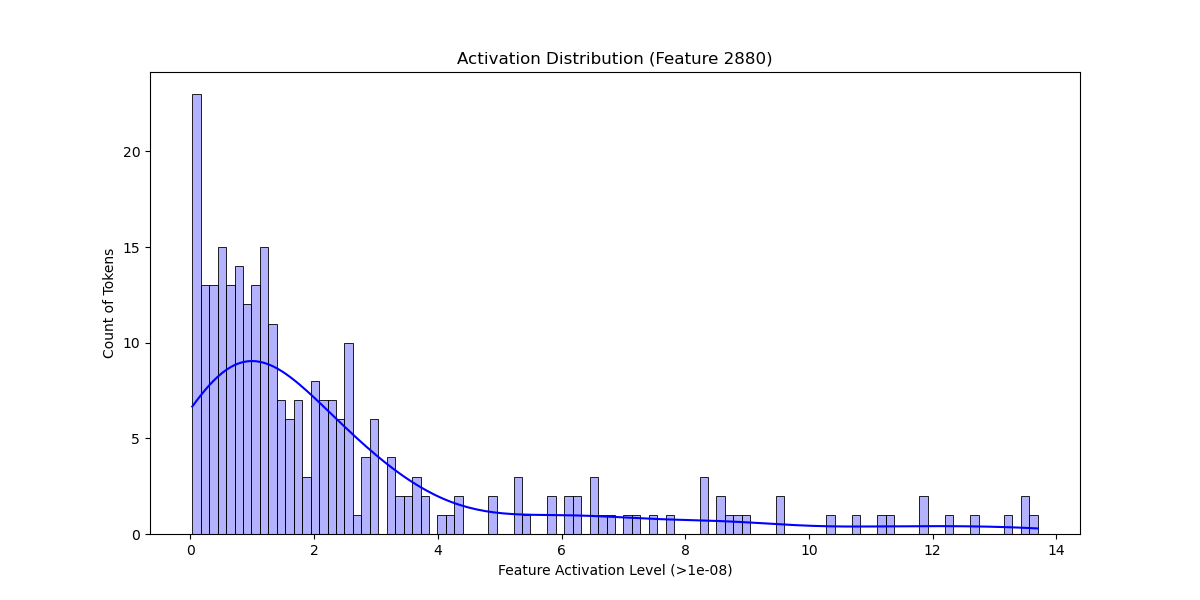 Activation Distribution (Feature 2880)
Count of Tokens
20
15
10
5
0
0 2 4 6 8 10 12 14
Feature Activation Level (>1e-08)